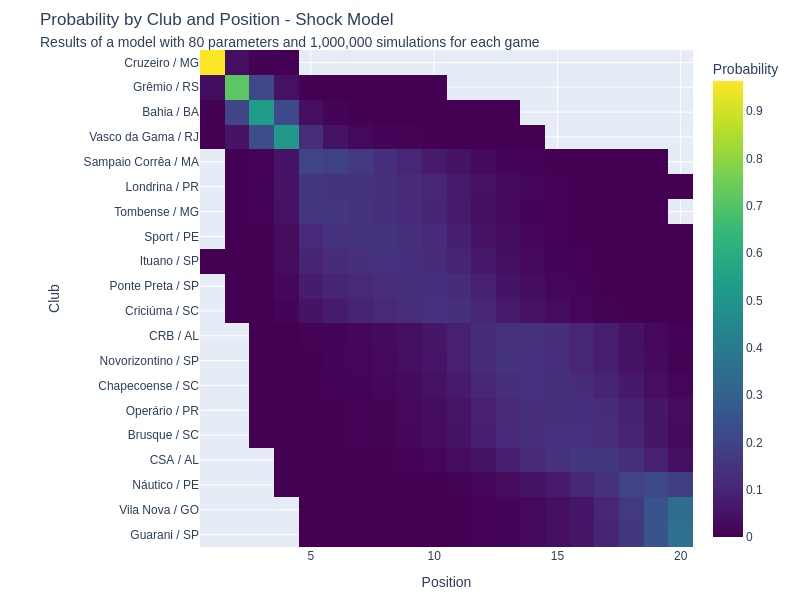 Probability by Club and Position - Shock Model
Results of a model with 80 parameters and 1,000,000 simulations for each game
Probability
Cruzeiro / MG
Grêmio / RS
Bahia / BA
Vasco da Gama / RJ
Sampaio Corrêa / MA
Londrina / PR
Tombense / MG
Sport / PE
Ituano / SP
Ponte Preta / SP
Criciúma / SC
CRB / AL
Novorizontino / SP
Chapecoense / SC
Operário / PR
Brusque / SC
CSA / AL
Náutico / PE
Vila Nova / GO
Guarani / SP
Club
5
10
15
20
Position
0.9
0.8
0.7
0.6
0.5
0.4
0.3
0.2
0.1
0